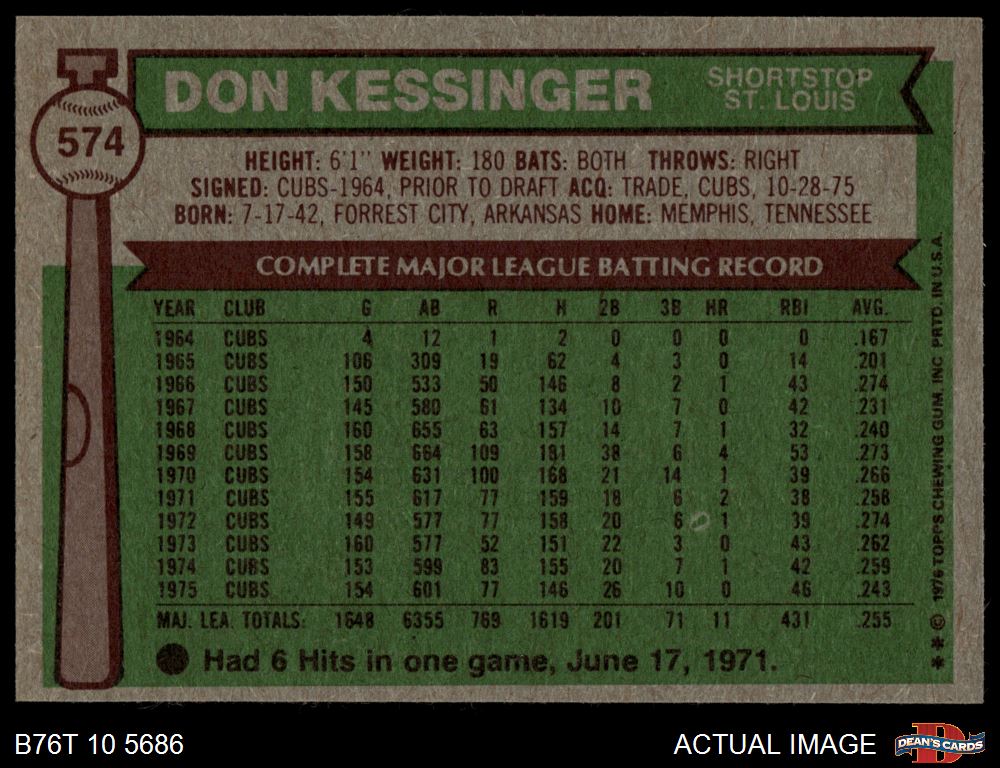 574
DON KESSINGER
SHORTSTOP
ST. LOUIS
HEIGHT: 6'1" WEIGHT: 180 BATS: BOTH THROWS: RIGHT
SIGNED: CUBS-1964, PRIOR TO DRAFT ACQ: TRADE, CUBS, 10-28-75
BORN: 7-17-42, FORREST CITY, ARKANSAS HOME: MEMPHIS, TENNESSEE
COMPLETE MAJOR LEAGUE BATTING RECORD
YEAR CLUB G AB R H 2B 3B HR RBI AVG.
1964 CUBS 4 12 1 2 0 0 0 0 .167
1965 CUBS 106 309 19 62 4 3 0 14 .201
1966 CUBS 150 533 50 146 8 2 1 43 .274
1967 CUBS 145 580 61 134 10 7 0 42 .231
1968 CUBS 160 655 63 157 14 7 1 32 .240
1969 CUBS 158 664 109 181 38 6 4 53 .273
1970 CUBS 154 631 100 168 21 14 1 39 .266
1971 CUBS 155 617 77 159 18 6 2 38 .258
1972 CUBS 149 577 77 158 20 6 1 39 .274
1973 CUBS 160 577 52 151 22 3 0 43 .262
1974 CUBS 153 599 83 155 20 7 1 42 .259
1975 CUBS 154 601 77 146 26 10 0 46 .243
MAJ. LEA. TOTALS: 1648 6355 769 1619 201 71 11 431 .255
Had 6 Hits in one game, June 17, 1971.
* * © 1976 TOPPS CHEWING GUM, INC PRTD. IN U.S.A.
B76T 10 5686
ACTUAL IMAGE
DEAN'S CARDS